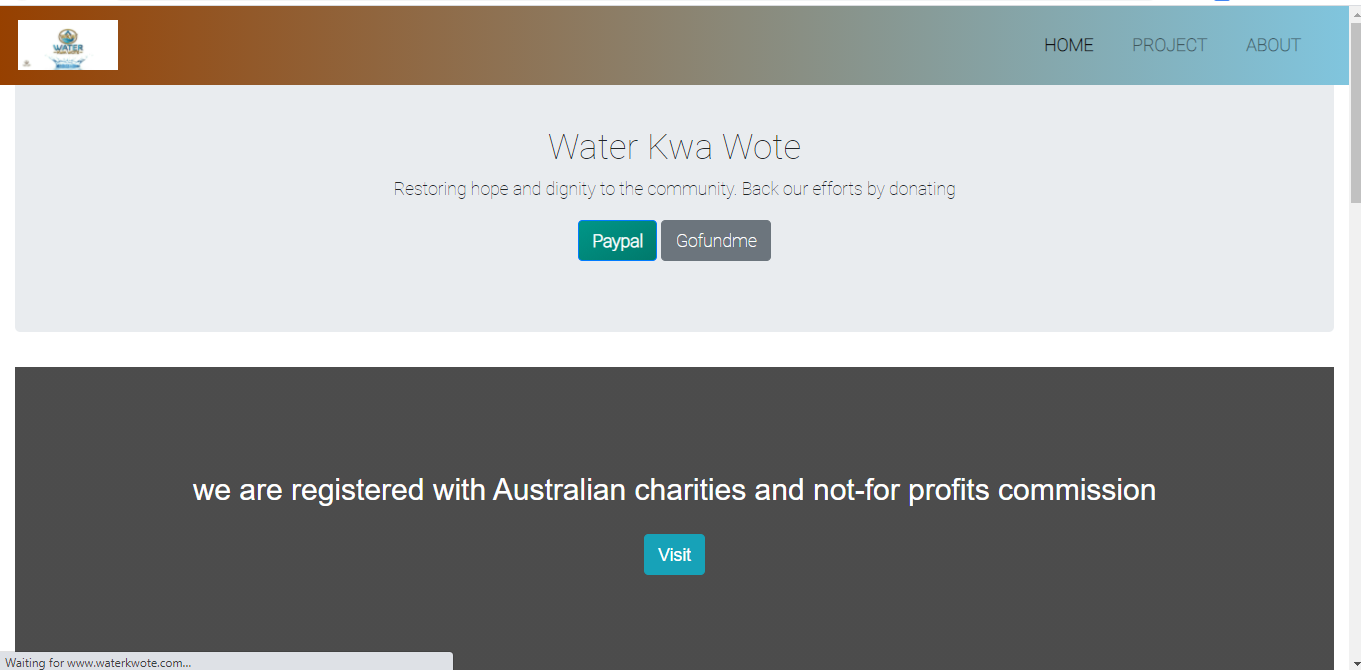 WATER
HOME PROJECT ABOUT
Water Kwa Wote
Restoring hope and dignity to the community. Back our efforts by donating
Paypal Gofundme
we are registered with Australian charities and not-for profits commission
Visit
Waiting for www.waterkwote.com...